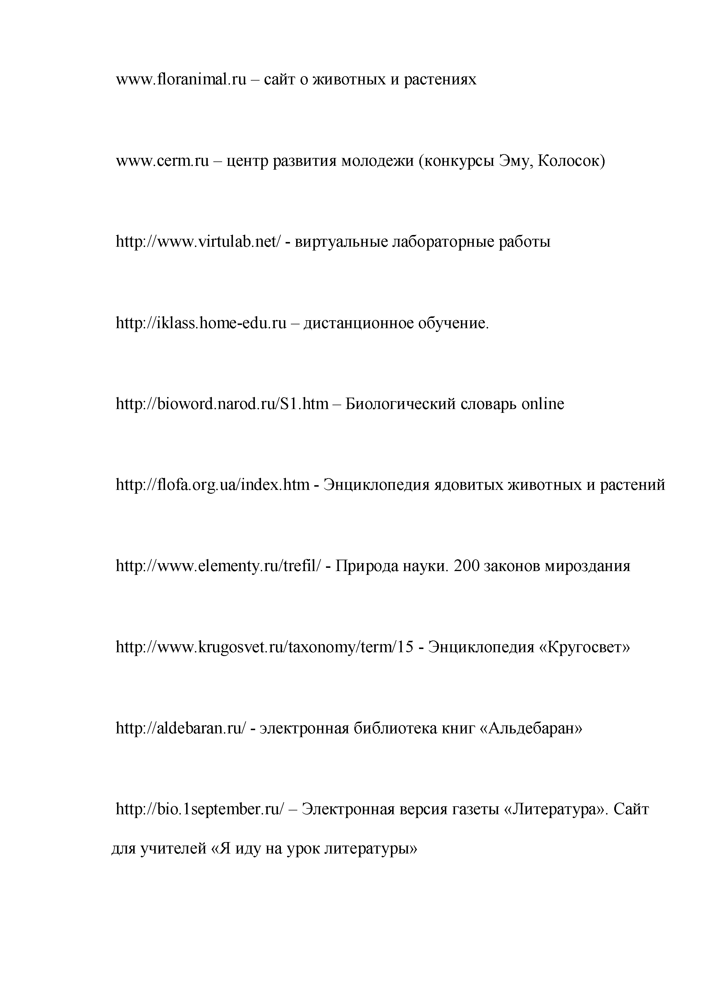 www.floranimal.ru – сайт о животных и растениях
www.cerm.ru – центр развития молодежи (конкурсы Эму, Колосок)
http://www.virtulab.net/ - виртуальные лабораторные работы
http://iklass.home-edu.ru – дистанционное обучение.
http://bioword.narod.ru/S1.htm – Биологический словарь online
http://flofa.org.ua/index.htm - Энциклопедия ядовитых животных и растений
http://www.elementy.ru/trefil/ - Природа науки. 200 законов мироздания
http://www.krugosvet.ru/taxonomy/term/15 - Энциклопедия «Кругосвет»
http://aldebaran.ru/ - электронная библиотека книг «Альдебаран»
http://bio.1september.ru/ – Электронная версия газеты «Литература». Сайт
для учителей «Я иду на урок литературы»